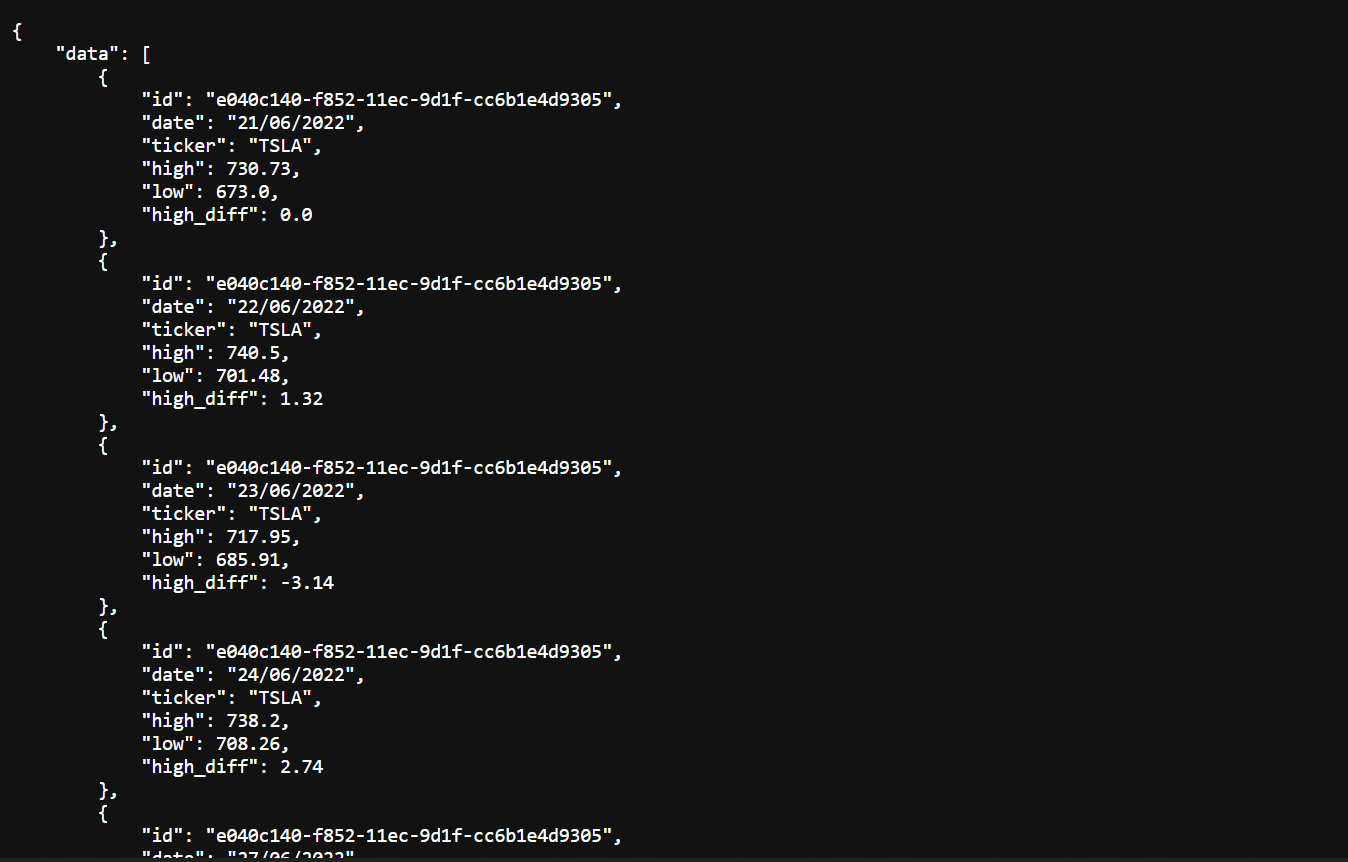 {
    "data": [
        {
            "id": "e040c140-f852-11ec-9d1f-cc6b1e4d9305",
            "date": "21/06/2022",
            "ticker": "TSLA",
            "high": 730.73,
            "low": 673.0,
            "high_diff": 0.0
        },
        {
            "id": "e040c140-f852-11ec-9d1f-cc6b1e4d9305",
            "date": "22/06/2022",
            "ticker": "TSLA",
            "high": 740.5,
            "low": 701.48,
            "high_diff": 1.32
        },
        {
            "id": "e040c140-f852-11ec-9d1f-cc6b1e4d9305",
            "date": "23/06/2022",
            "ticker": "TSLA",
            "high": 717.95,
            "low": 685.91,
            "high_diff": -3.14
        },
        {
            "id": "e040c140-f852-11ec-9d1f-cc6b1e4d9305",
            "date": "24/06/2022",
            "ticker": "TSLA",
            "high": 738.2,
            "low": 708.26,
            "high_diff": 2.74
        },
        {
            "id": "e040c140-f852-11ec-9d1f-cc6b1e4d9305",
            "date": "27/06/2022"